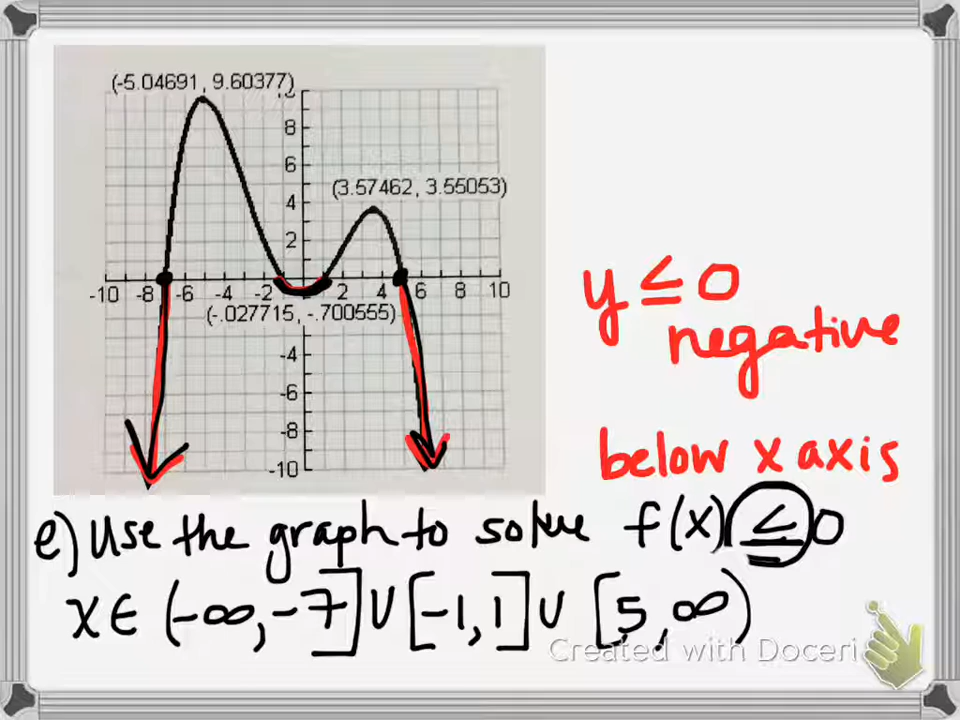 (-5.04691, 9.60377)
8
6
(3.57462, 3.55053)
4
2
-10 -8 -6 -4 -2 2 4 6 8 10
(-.027715, -.700555)
-4
-6
-8
-10
y ≤ 0
negative
below x axis
e) Use the graph to solve f(x) ≤ 0
x ∈ (-∞, -7] ∪ [-1, 1] ∪ [5, ∞)
Created with Doceri